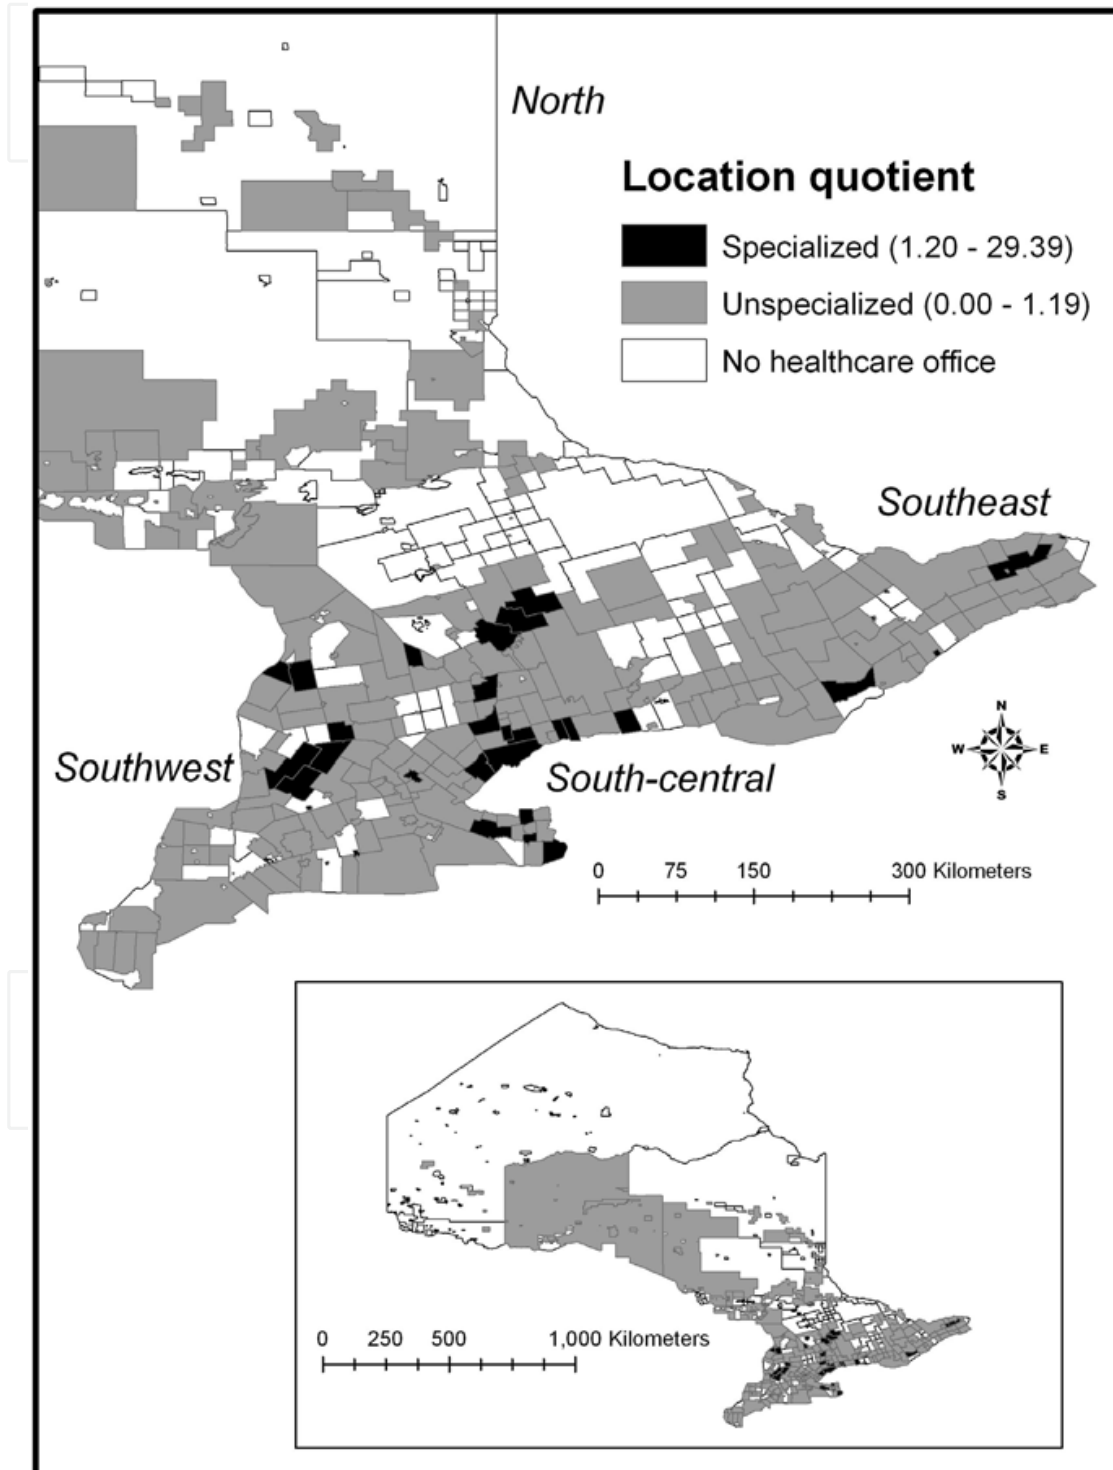 North
Location quotient
Specialized (1.20 - 29.39)
Unspecialized (0.00 - 1.19)
No healthcare office
Southeast
N
W E
S
Southwest
South-central
0 75 150 300 Kilometers
0 250 500 1,000 Kilometers